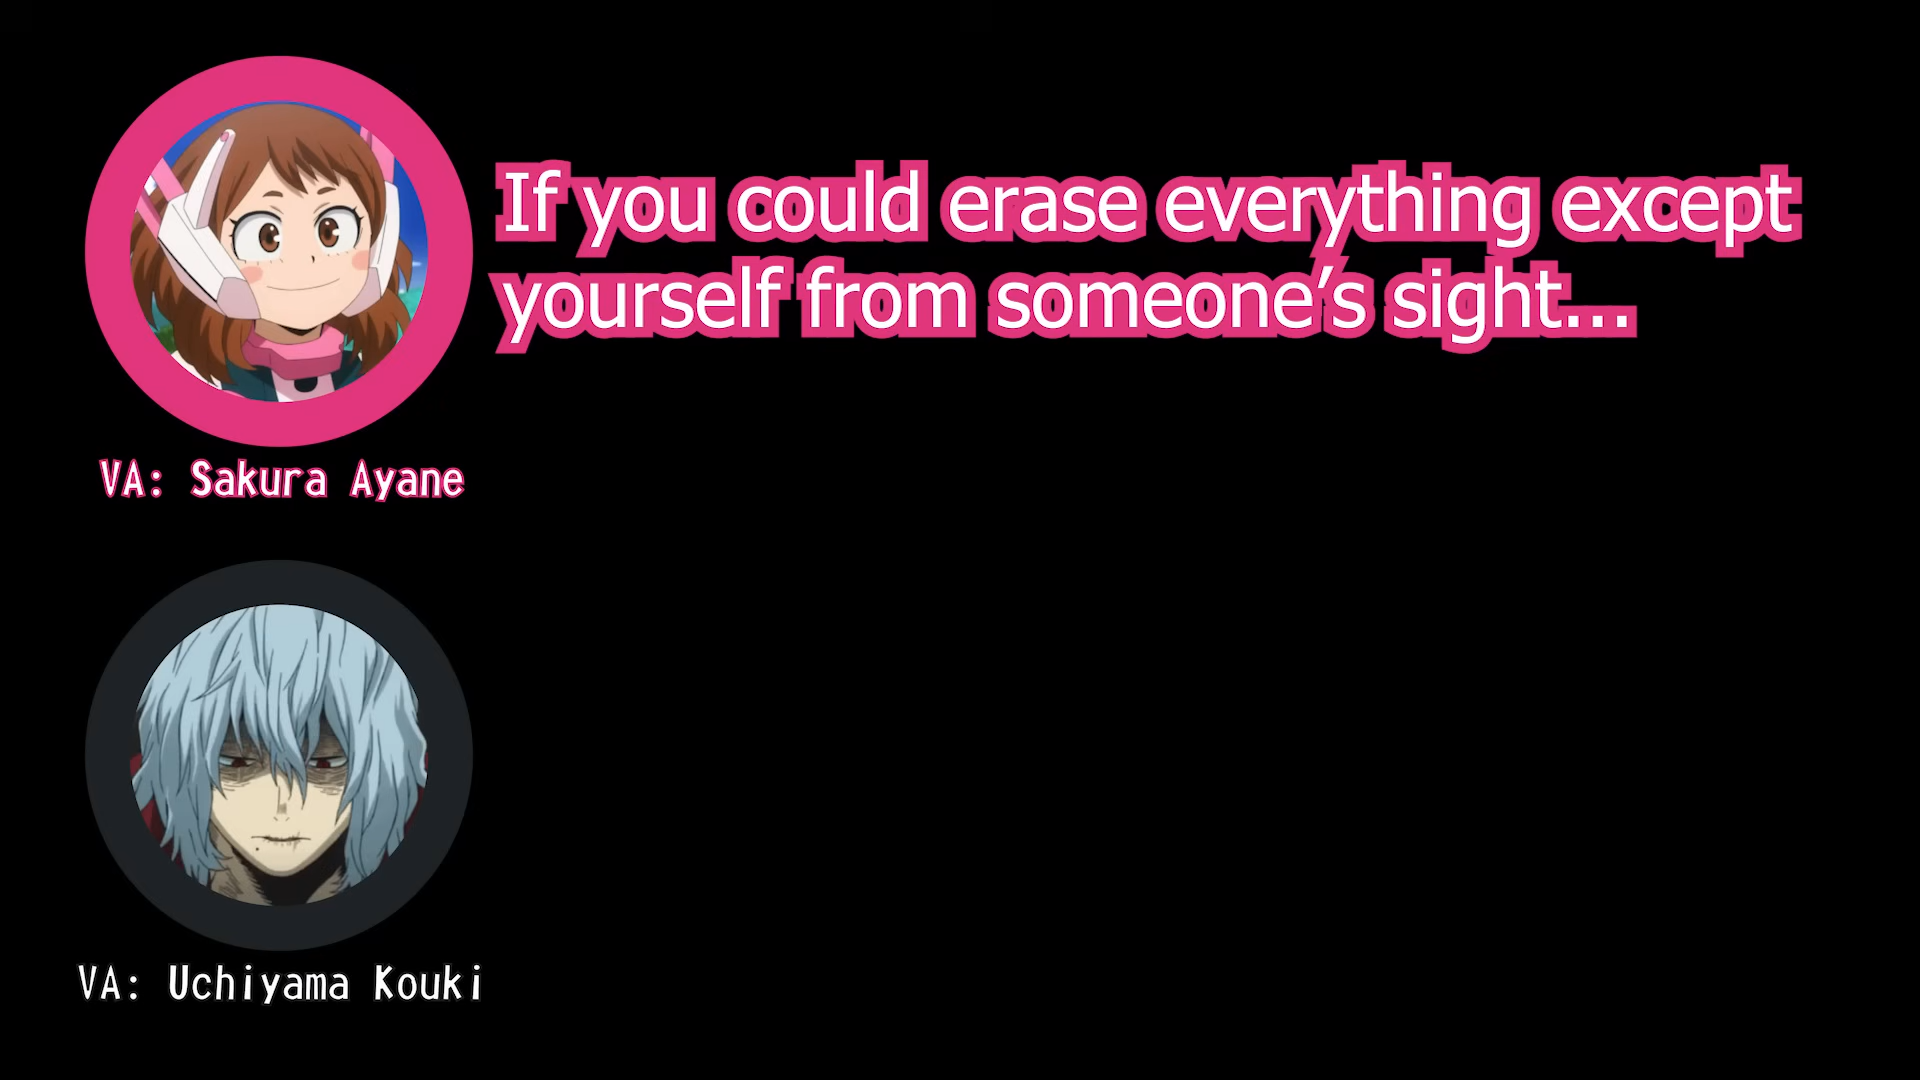 If you could erase everything except
yourself from someone’s sight...
VA: Sakura Ayane
VA: Uchiyama Kouki